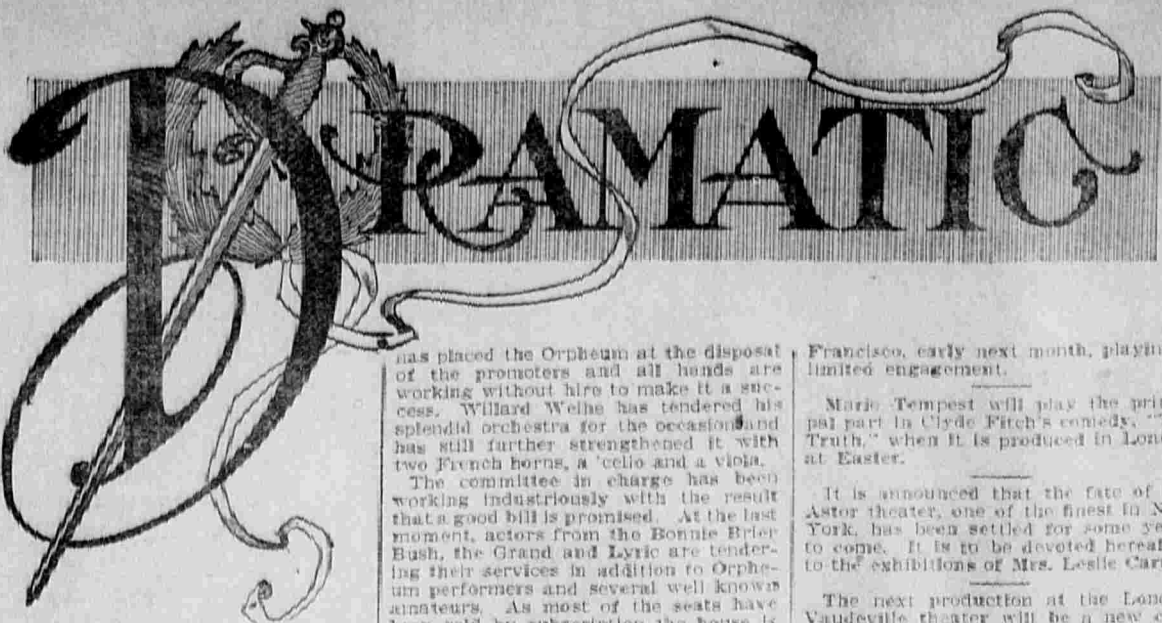 DRAMATIC
has placed the Orpheum at the disposal
of the promoters and all hands are
working without hire to make it a suc-
cess. Willard Weihe has tendered his
splendid orchestra for the occasion and
has still further strengthened it with
two French horns, a 'cello and a viola.
The committee in charge has been
working industriously with the result
that a good bill is promised. At the last
moment, actors from the Bonnie Brier
Bush, the Grand and Lyric are tender-
ing their services in addition to Orphe-
um performers and several well known
amateurs. As most of the seats have
been sold by subscription the house is
Francisco, early next month, playin
limited engagement.
Marie Tempest will play the prin
pal part in Clyde Fitch's comedy, "
Truth," when it is produced in Lon
at Easter.
It is announced that the fate of
Astor theater, one of the finest in N
York, has been settled for some ye
to come. It is to be devoted hereaf
to the exhibitions of Mrs. Leslie Car
The next production at the Lon
Vaudeville theater will be a new c